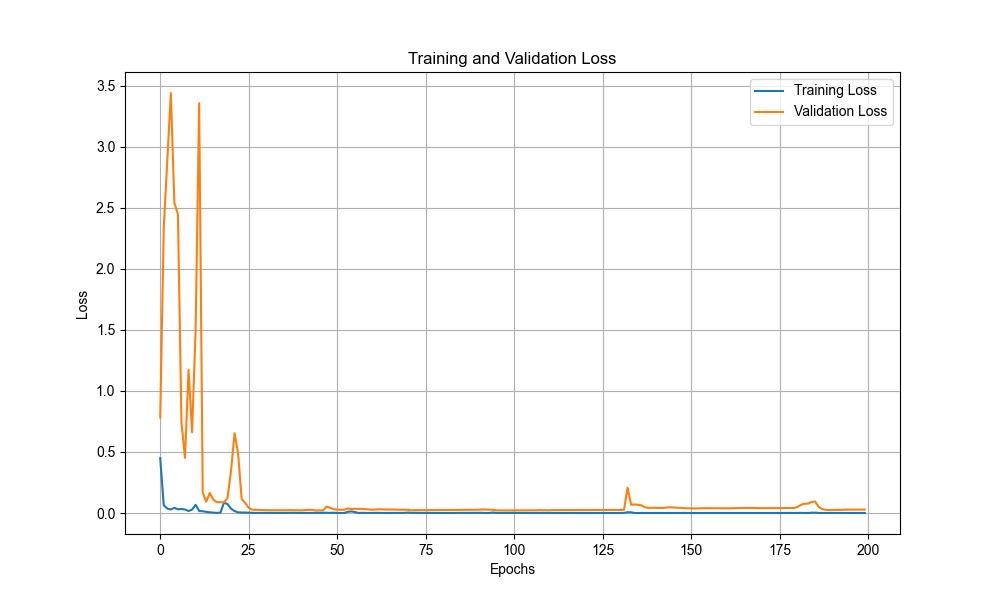 Training and Validation Loss
Training Loss
Validation Loss
3.5
3.0
2.5
2.0
1.5
1.0
0.5
0.0
Loss
0 25 50 75 100 125 150 175 200
Epochs